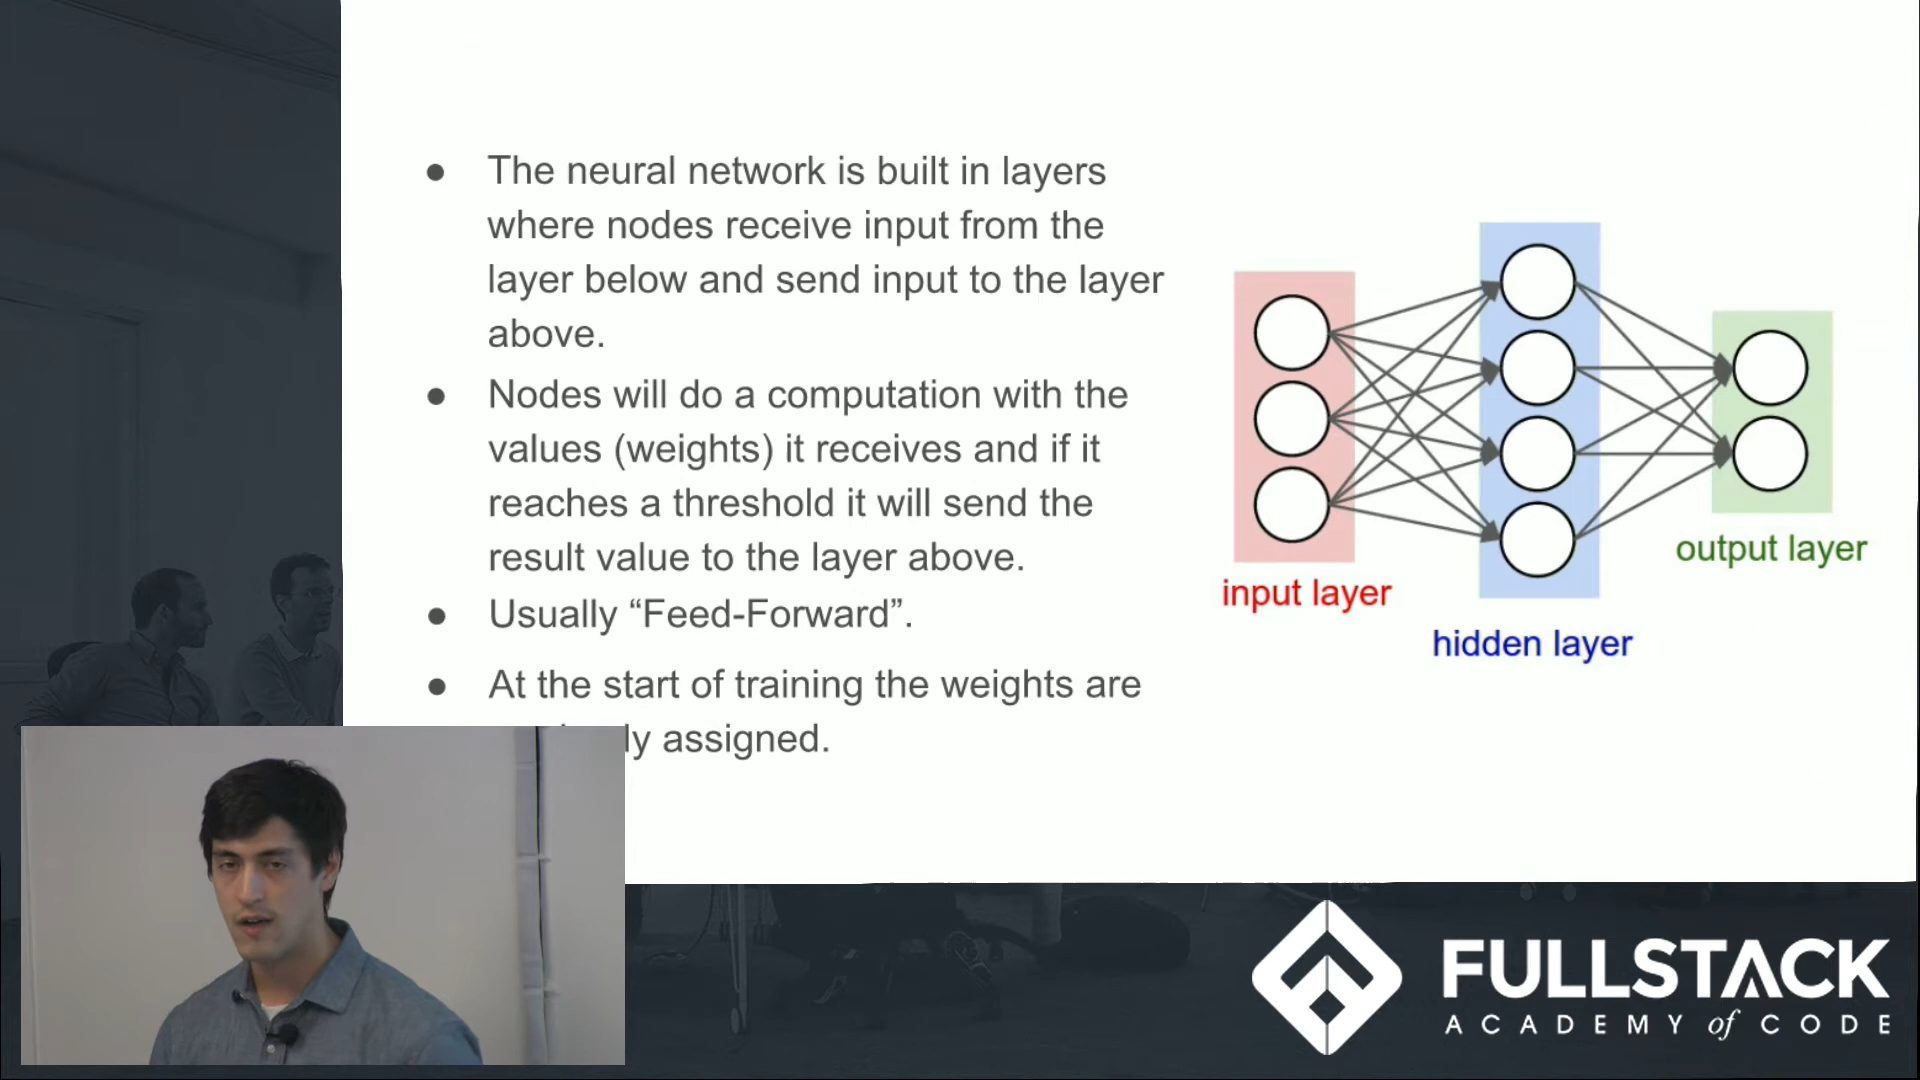 ● The neural network is built in layers
where nodes receive input from the
layer below and send input to the layer
above.
● Nodes will do a computation with the
values (weights) it receives and if it
reaches a threshold it will send the
result value to the layer above.
● Usually “Feed-Forward”.
● At the start of training the weights are
assigned.
input layer
hidden layer
output layer
FULLSTACK
ACADEMY of CODE